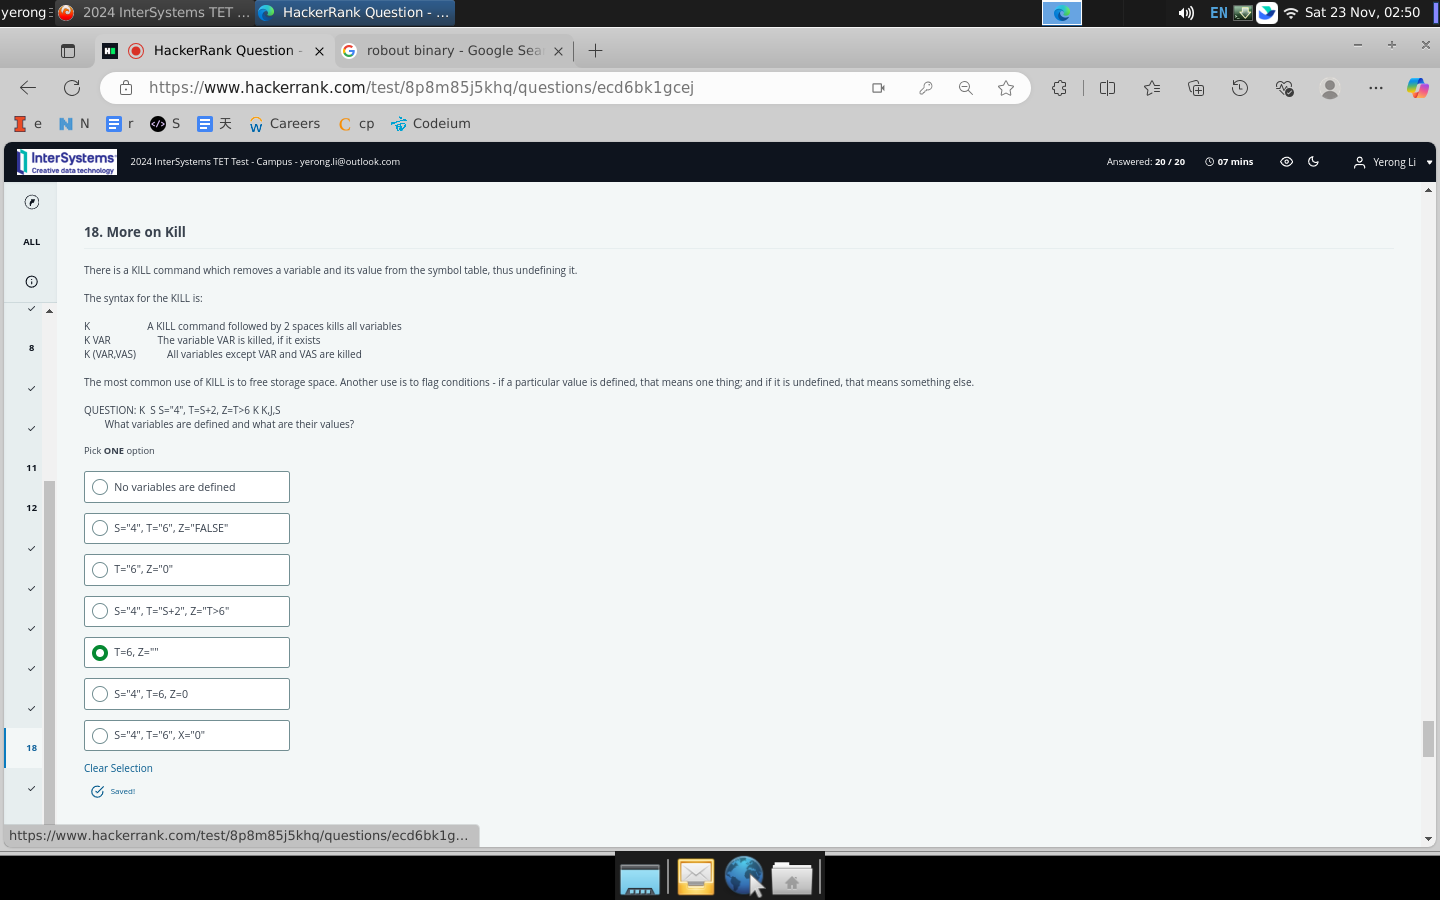 yerong
2024 InterSystems TET ...
HackerRank Question - ...
EN
Sat 23 Nov, 02:50
HackerRank Question -
robout binary - Google Sea
https://www.hackerrank.com/test/8p8m85j5khq/questions/ecd6bk1gcej
e
N
r
S
天
Careers
cp
Codeium
InterSystems
Creative data technology
2024 InterSystems TET Test - Campus - yerong.li@outlook.com
Answered: 20 / 20
07 mins
Yerong Li
ALL
8
11
12
18
18. More on Kill
There is a KILL command which removes a variable and its value from the symbol table, thus undefining it.
The syntax for the KILL is:
K A KILL command followed by 2 spaces kills all variables
K VAR The variable VAR is killed, if it exists
K (VAR,VAS) All variables except VAR and VAS are killed
The most common use of KILL is to free storage space. Another use is to flag conditions - if a particular value is defined, that means one thing; and if it is undefined, that means something else.
QUESTION: K  S S="4", T=S+2, Z=T>6 K K,J,S
What variables are defined and what are their values?
Pick ONE option
No variables are defined
S="4", T="6", Z="FALSE"
T="6", Z="0"
S="4", T="S+2", Z="T>6"
T=6, Z=""
S="4", T=6, Z=0
S="4", T="6", X="0"
Clear Selection
Saved!
https://www.hackerrank.com/test/8p8m85j5khq/questions/ecd6bk1g...